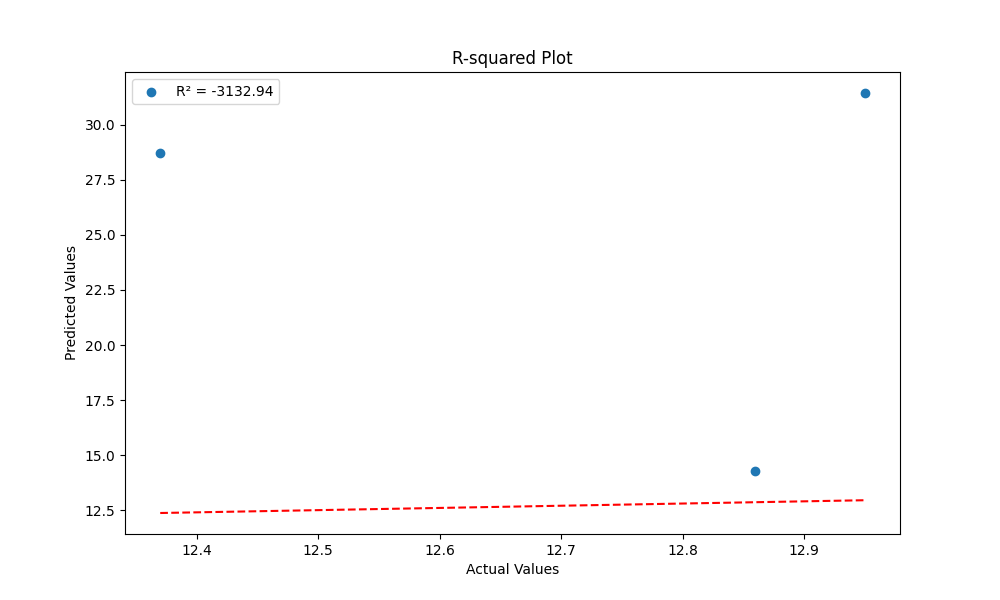 R-squared Plot
R² = -3132.94
30.0
27.5
25.0
22.5
20.0
17.5
15.0
12.5
Predicted Values
12.4 12.5 12.6 12.7 12.8 12.9
Actual Values